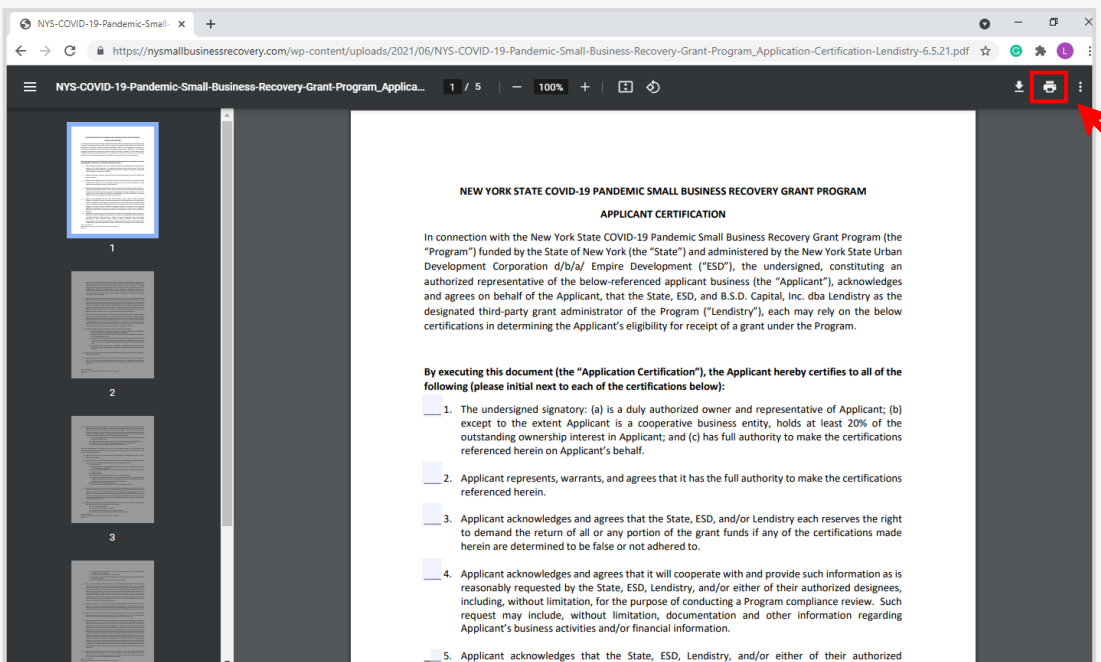 NYS-COVID-19-Pandemic-Small-
https://nysmallbusinessrecovery.com/wp-content/uploads/2021/06/NYS-COVID-19-Pandemic-Small-Business-Recovery-Grant-Program_Application-Certification-Lendistry-6.5.21.pdf
L
NYS-COVID-19-Pandemic-Small-Business-Recovery-Grant-Program_Applica... 1 / 5 100%
NEW YORK STATE COVID-19 PANDEMIC SMALL BUSINESS RECOVERY GRANT PROGRAM
APPLICANT CERTIFICATION
In connection with the New York State COVID-19 Pandemic Small Business Recovery Grant Program (the
“Program”) funded by the State of New York (the “State”) and administered by the New York State Urban
Development Corporation d/b/a/ Empire Development (“ESD”), the undersigned, constituting an
authorized representative of the below-referenced applicant business (the “Applicant”), acknowledges
and agrees on behalf of the Applicant, that the State, ESD, and B.S.D. Capital, Inc. dba Lendistry as the
designated third-party grant administrator of the Program (“Lendistry”), each may rely on the below
certifications in determining the Applicant’s eligibility for receipt of a grant under the Program.
By executing this document (the “Application Certification”), the Applicant hereby certifies to all of the
following (please initial next to each of the certifications below):
___1. The undersigned signatory: (a) is a duly authorized owner and representative of Applicant; (b)
except to the extent Applicant is a cooperative business entity, holds at least 20% of the
outstanding ownership interest in Applicant; and (c) has full authority to make the certifications
referenced herein on Applicant’s behalf.
___2. Applicant represents, warrants, and agrees that it has the full authority to make the certifications
referenced herein.
___3. Applicant acknowledges and agrees that the State, ESD, and/or Lendistry each reserves the right
to demand the return of all or any portion of the grant funds if any of the certifications made
herein are determined to be false or not adhered to.
___4. Applicant acknowledges and agrees that it will cooperate with and provide such information as is
reasonably requested by the State, ESD, Lendistry, and/or either of their authorized designees,
including, without limitation, for the purpose of conducting a Program compliance review. Such
request may include, without limitation, documentation and other information regarding
Applicant’s business activities and/or financial information.
___5. Applicant acknowledges that the State, ESD, Lendistry, and/or either of their authorized
1
2
3